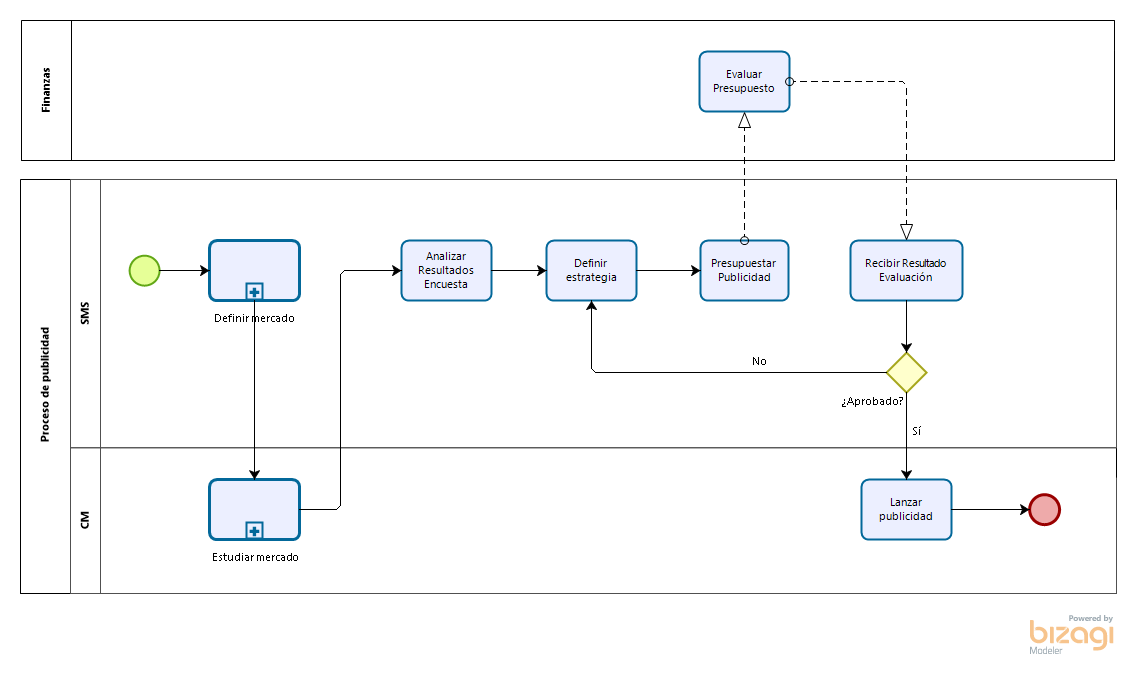 Finanzas
Evaluar
Presupuesto
Proceso de publicidad
SMS
Definir mercado
Analizar
Resultados
Encuesta
Definir
estrategia
Presupuestar
Publicidad
Recibir Resultado
Evaluación
No
¿Aprobado?
Sí
CM
Estudiar mercado
Lanzar
publicidad
Powered by
bizagi
Modeler